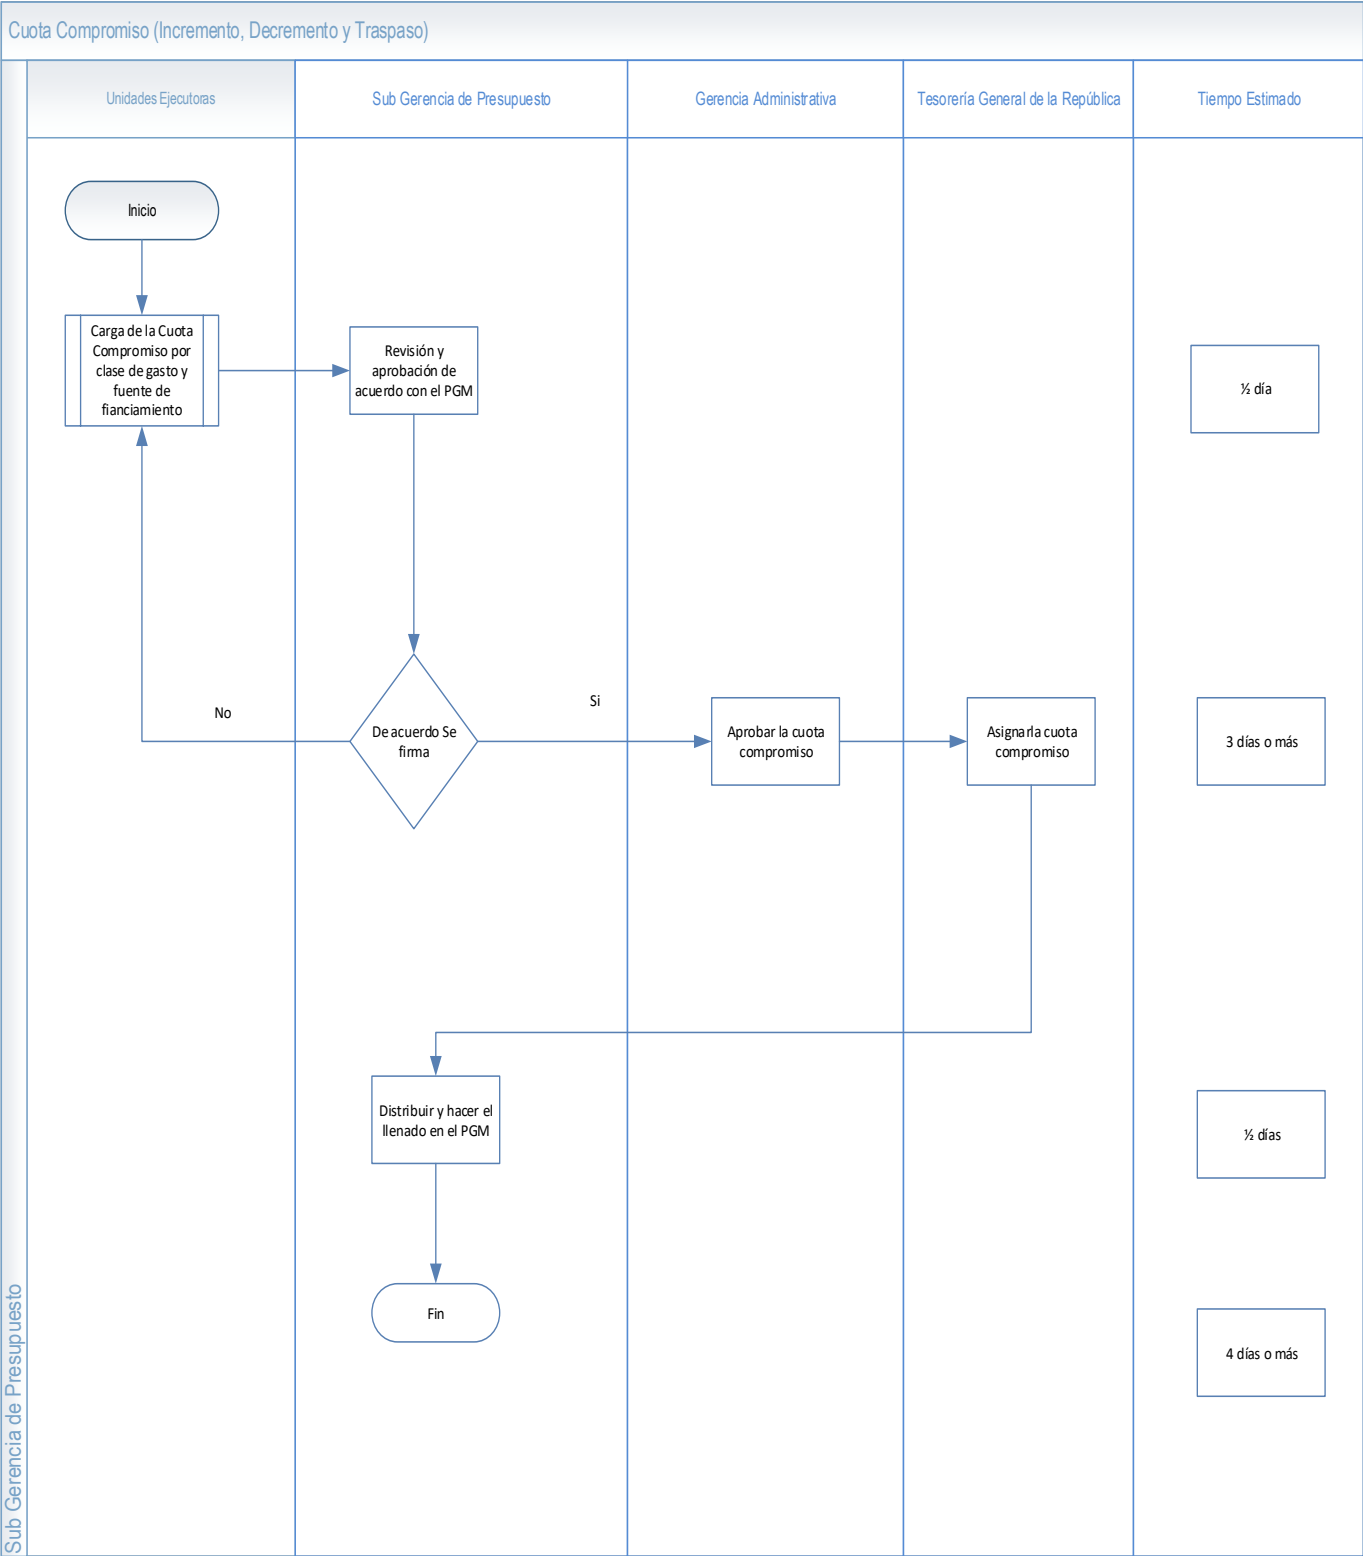 Cuota Compromiso (Incremento, Decremento y Traspaso)
Unidades Ejecutoras
Sub Gerencia de Presupuesto
Gerencia Administrativa
Tesorería General de la República
Tiempo Estimado
Inicio
Carga de la Cuota
Compromiso por
clase de gasto y
fuente de
fianciamiento
Revisión y
aprobación de
acuerdo con el PGM
½ día
No
Si
De acuerdo Se
firma
Aprobar la cuota
compromiso
Asignarla cuota
compromiso
3 días o más
Distribuir y hacer el
llenado en el PGM
½ días
Fin
4 días o más
Sub Gerencia de Presupuesto